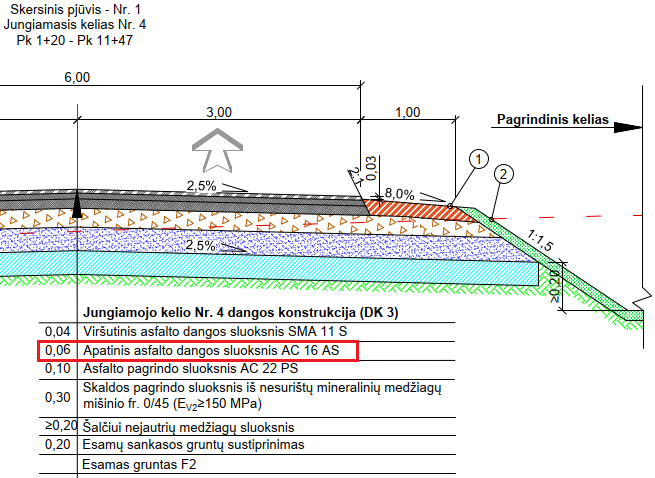 Skersinis pjūvis - Nr. 1
Jungiamasis kelias Nr. 4
Pk 1+20 - Pk 11+47
6,00
3,00
1,00
Pagrindinis kelias
2:1
0,03
1
2
2,5%
8,0%
2,5%
1:1,5
≥0,20
Jungiamojo kelio Nr. 4 dangos konstrukcija (DK 3)
0,04 Viršutinis asfalto dangos sluoksnis SMA 11 S
0,06 Apatinis asfalto dangos sluoksnis AC 16 AS
0,10 Asfalto pagrindo sluoksnis AC 22 PS
0,30 Skaldos pagrindo sluoksnis iš nesurištų mineralinių medžiagų
mišinio fr. 0/45 (EV2≥150 MPa)
≥0,20 Šalčiui nejautrių medžiagų sluoksnis
0,20 Esamų sankasos gruntų sustiprinimas
Esamas gruntas F2